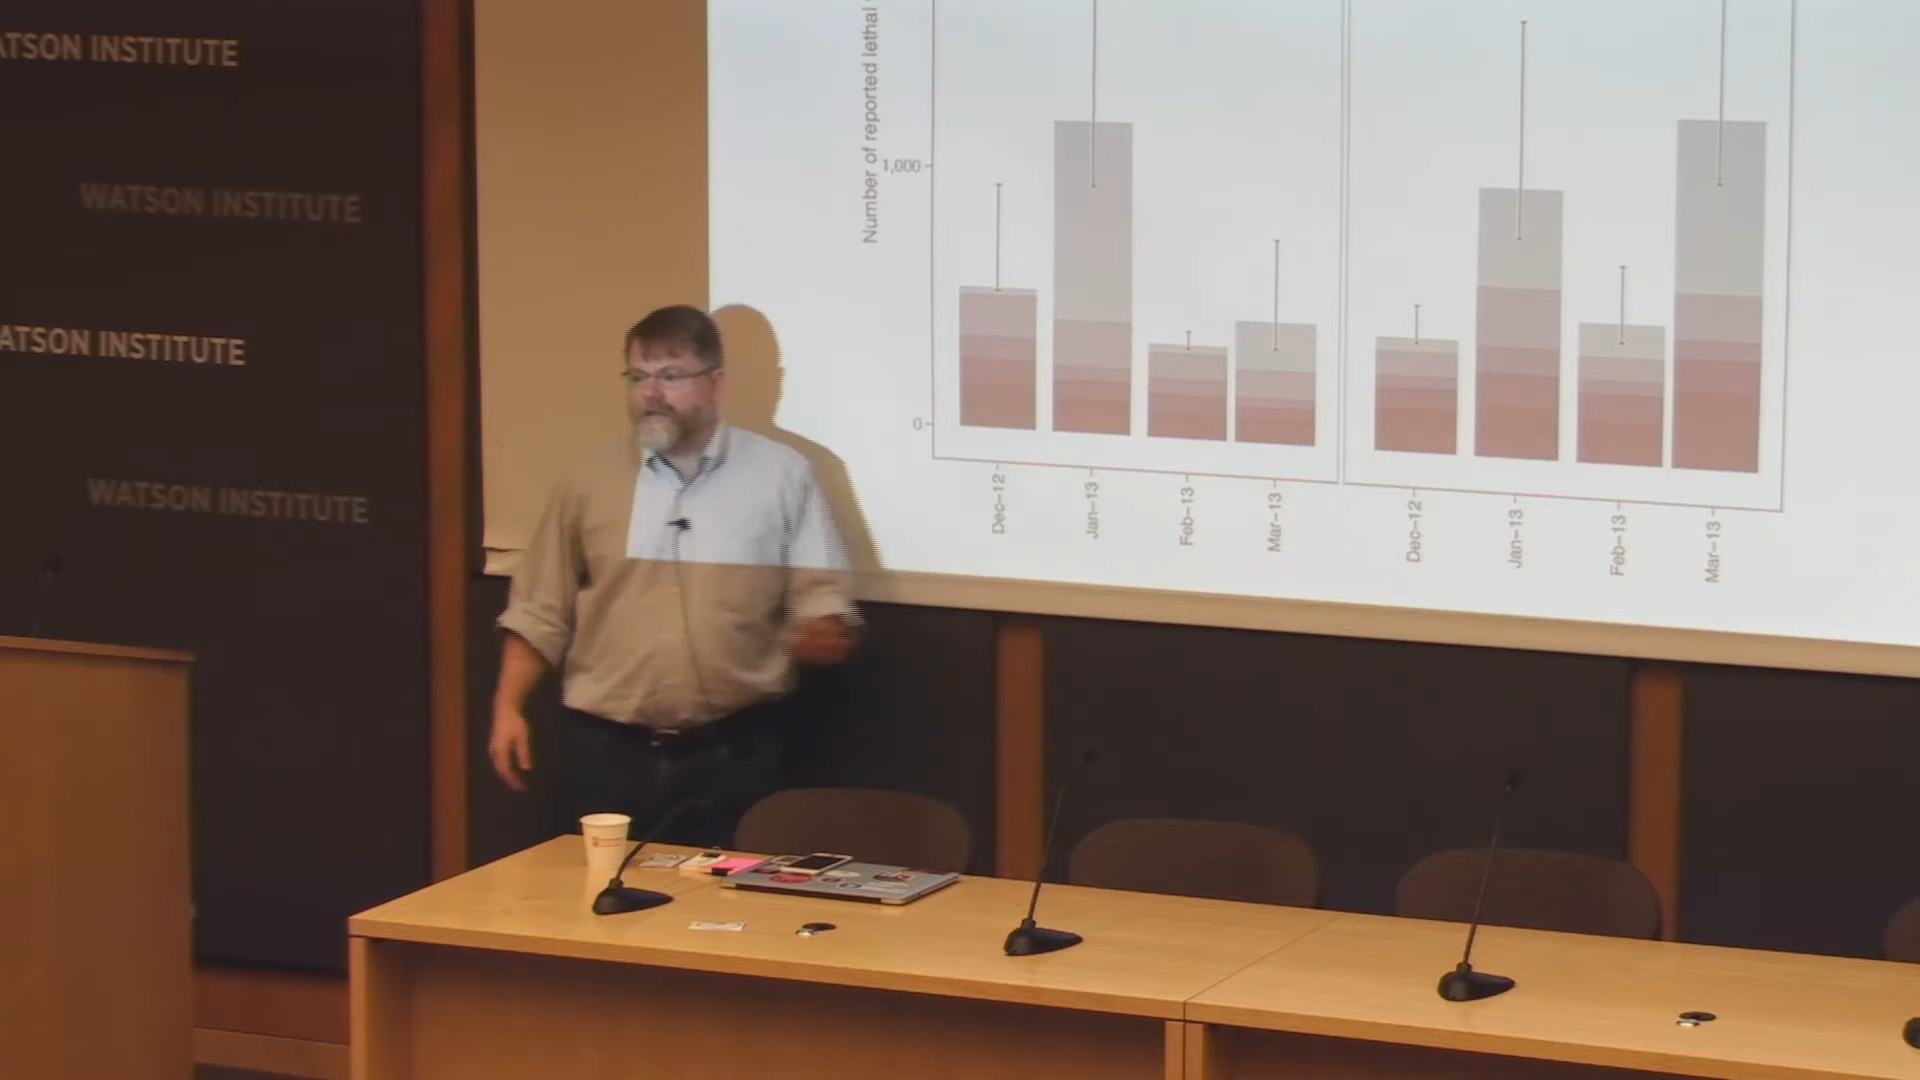 ATSON INSTITUTE
WATSON INSTITUTE
ATSON INSTITUTE
WATSON INSTITUTE
Number of reported lethal
1,000
0
Dec-12
Jan-13
Feb-13
Mar-13
Dec-12
Jan-13
Feb-13
Mar-13